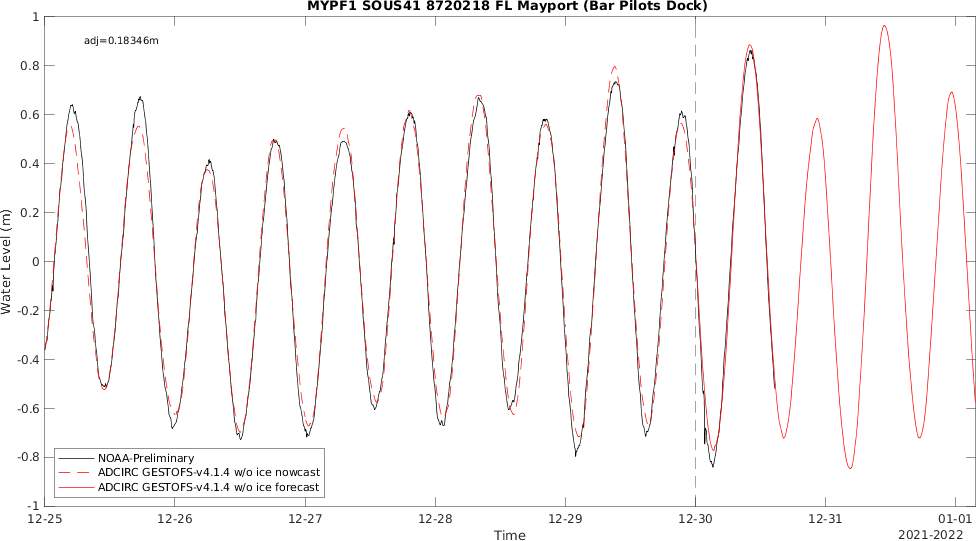 MYPF1 SOUS41 8720218 FL Mayport (Bar Pilots Dock)
adj=0.18346m
1
0.8
0.6
0.4
0.2
0
-0.2
-0.4
-0.6
-0.8
-1
Water Level (m)
NOAA-Preliminary
ADCIRC GESTOFS-v4.1.4 w/o ice nowcast
ADCIRC GESTOFS-v4.1.4 w/o ice forecast
12-25 12-26 12-27 12-28 12-29 12-30 12-31 01-01
Time
2021-2022